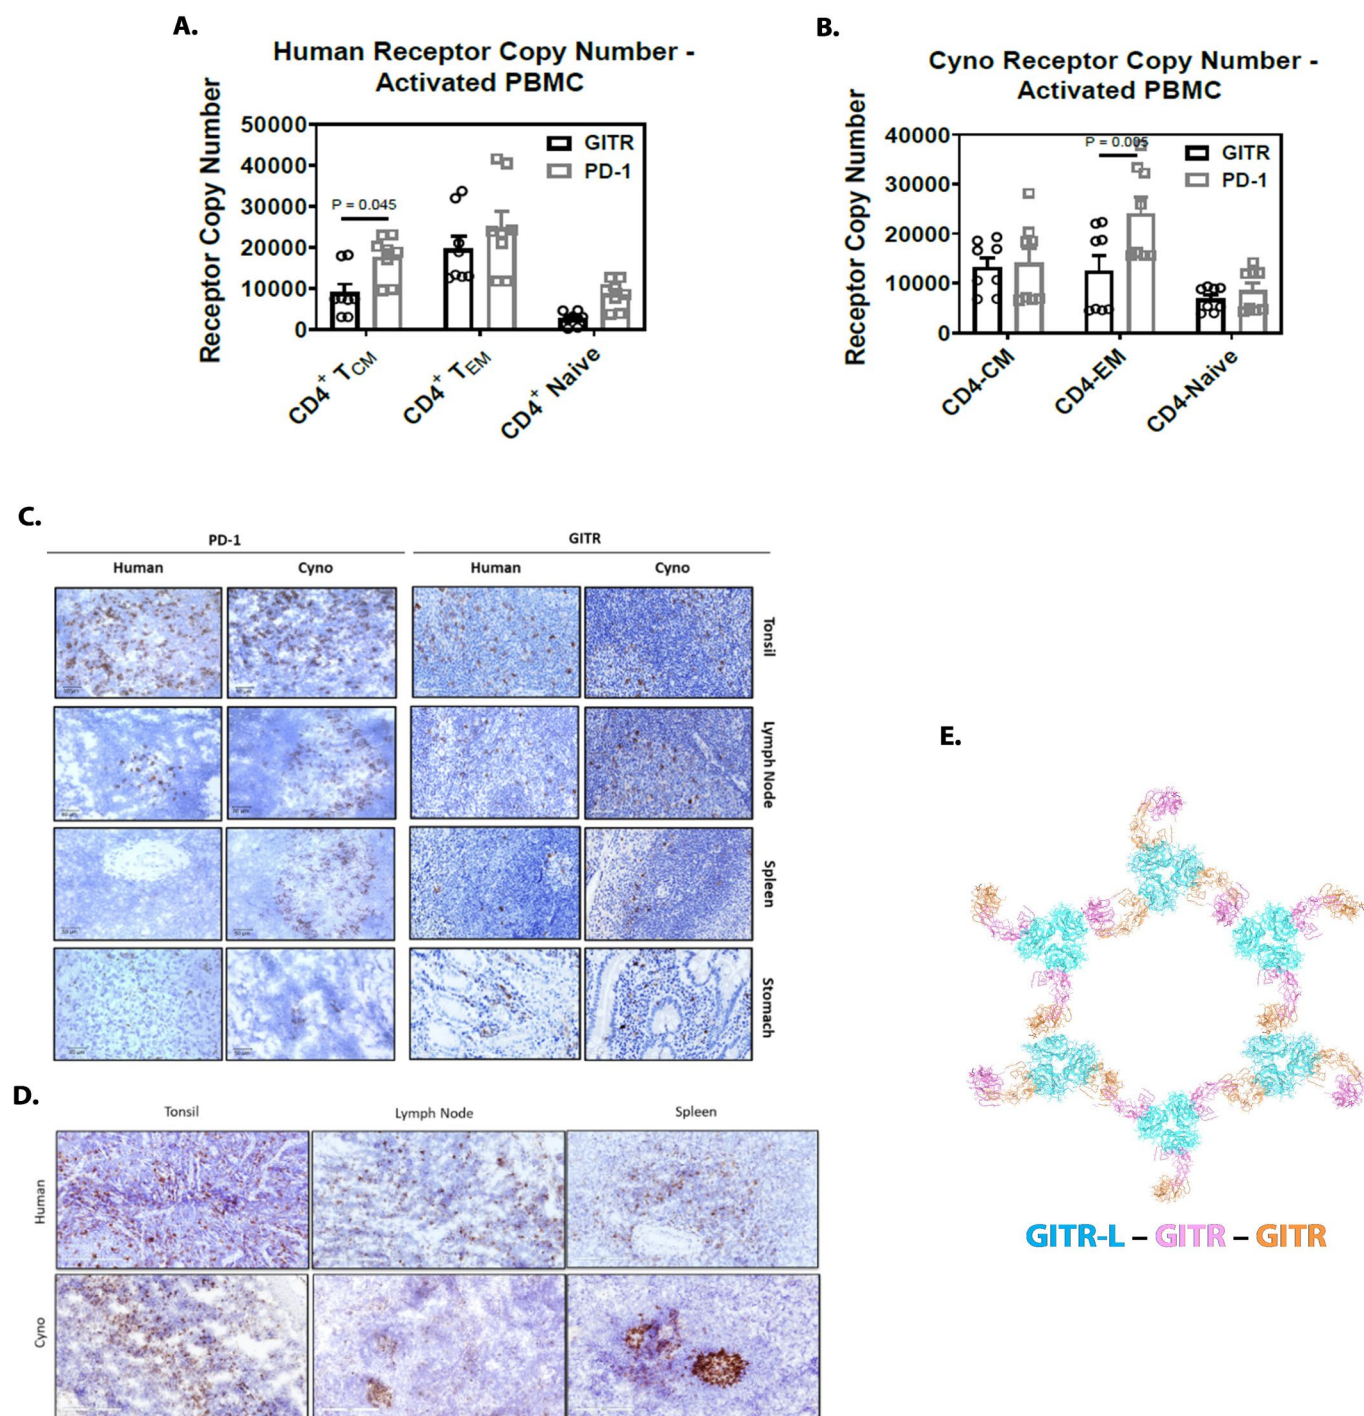 A.
Human Receptor Copy Number -
Activated PBMC
Receptor Copy Number
50000
40000
30000
20000
10000
0
GITR
PD-1
P = 0.045
CD4+ TCM
CD4+ TEM
CD4+ Naive
B.
Cyno Receptor Copy Number -
Activated PBMC
Receptor Copy Number
40000
30000
20000
10000
0
P = 0.005
GITR
PD-1
CD4-CM
CD4-EM
CD4-Naive
C.
PD-1
GITR
Human
Cyno
Human
Cyno
Tonsil
Lymph Node
Spleen
Stomach
D.
Tonsil
Lymph Node
Spleen
Human
Cyno
E.
GITR-L – GITR – GITR